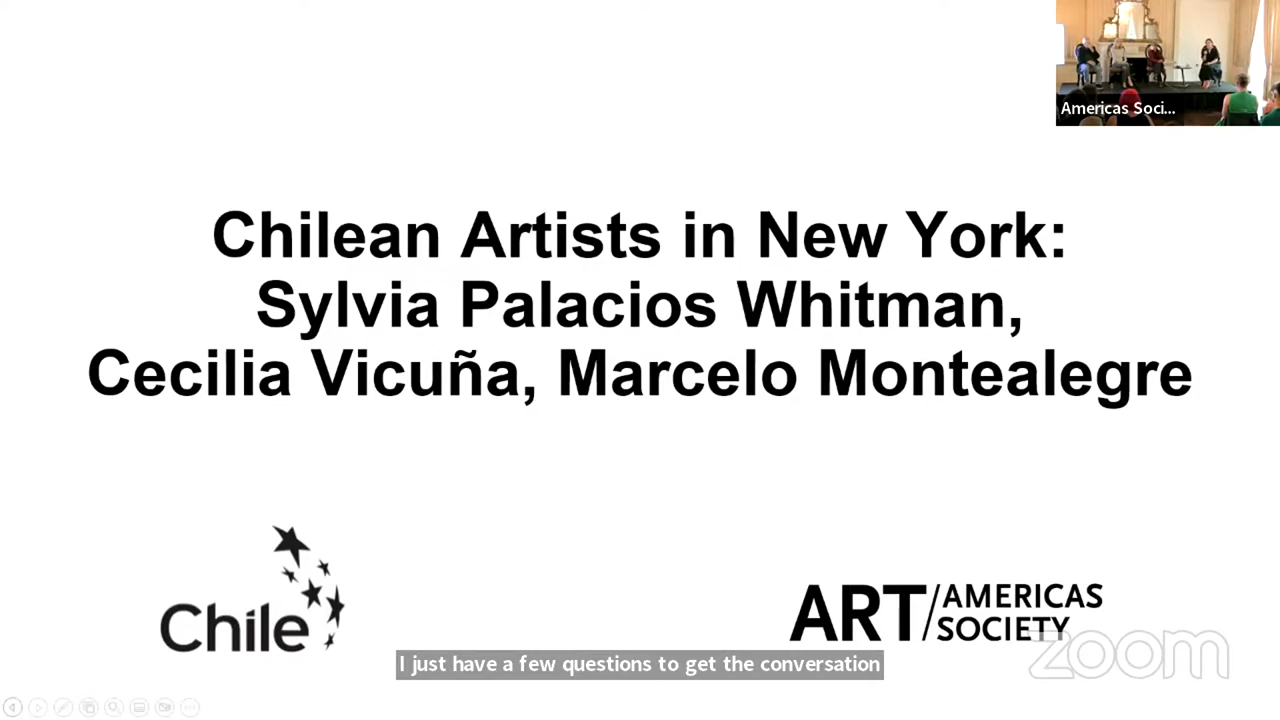 Americas Soci...
Chilean Artists in New York:
Sylvia Palacios Whitman,
Cecilia Vicuña, Marcelo Montealegre
Chile
ART/AMERICAS
SOCIETY
I just have a few questions to get the conversation
zoom